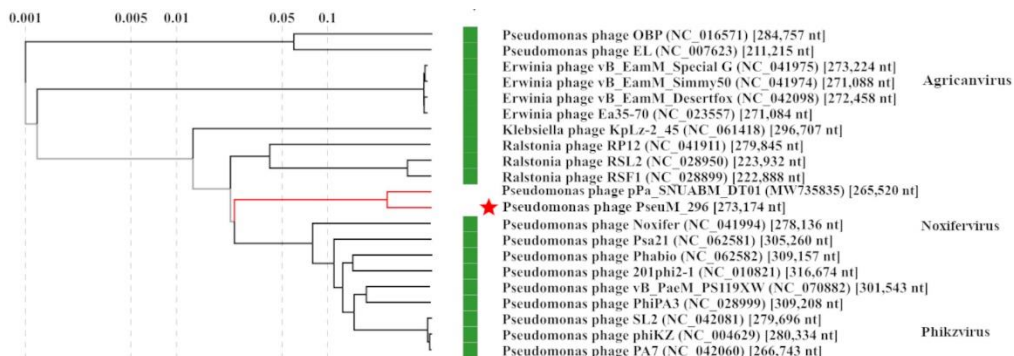 0.001 0.005 0.01 0.05 0.1
Pseudomonas phage OBP (NC_016571) [284,757 nt]
Pseudomonas phage EL (NC_007623) [211,215 nt]
Erwinia phage vB_EamM_Special G (NC_041975) [273,224 nt]
Erwinia phage vB_EamM_Simmy50 (NC_041974) [271,088 nt]
Agricanvirus
Erwinia phage vB_EamM_Desertfox (NC_042098) [272,458 nt]
Erwinia phage Ea35-70 (NC_023557) [271,084 nt]
Klebsiella phage KpLz-2_45 (NC_061418) [296,707 nt]
Ralstonia phage RP12 (NC_041911) [279,845 nt]
Ralstonia phage RSL2 (NC_028950) [223,932 nt]
Ralstonia phage RSF1 (NC_028899) [222,888 nt]
Pseudomonas phage pPa_SNUABM_DT01 (MW735835) [265,520 nt]
Pseudomonas phage PseuM_296 [273,174 nt]
Pseudomonas phage Noxifer (NC_041994) [278,136 nt]
Noxifervirus
Pseudomonas phage Psa21 (NC_062581) [305,260 nt]
Pseudomonas phage Phabio (NC_062582) [309,157 nt]
Pseudomonas phage 201phi2-1 (NC_010821) [316,674 nt]
Pseudomonas phage vB_PaeM_PS119XW (NC_070882) [301,543 nt]
Pseudomonas phage PhiPA3 (NC_028999) [309,208 nt]
Pseudomonas phage SL2 (NC_042081) [279,696 nt]
Pseudomonas phage phiKZ (NC_004629) [280,334 nt]
Phikzvirus
Pseudomonas phage PA7 (NC_042060) [266,743 nt]